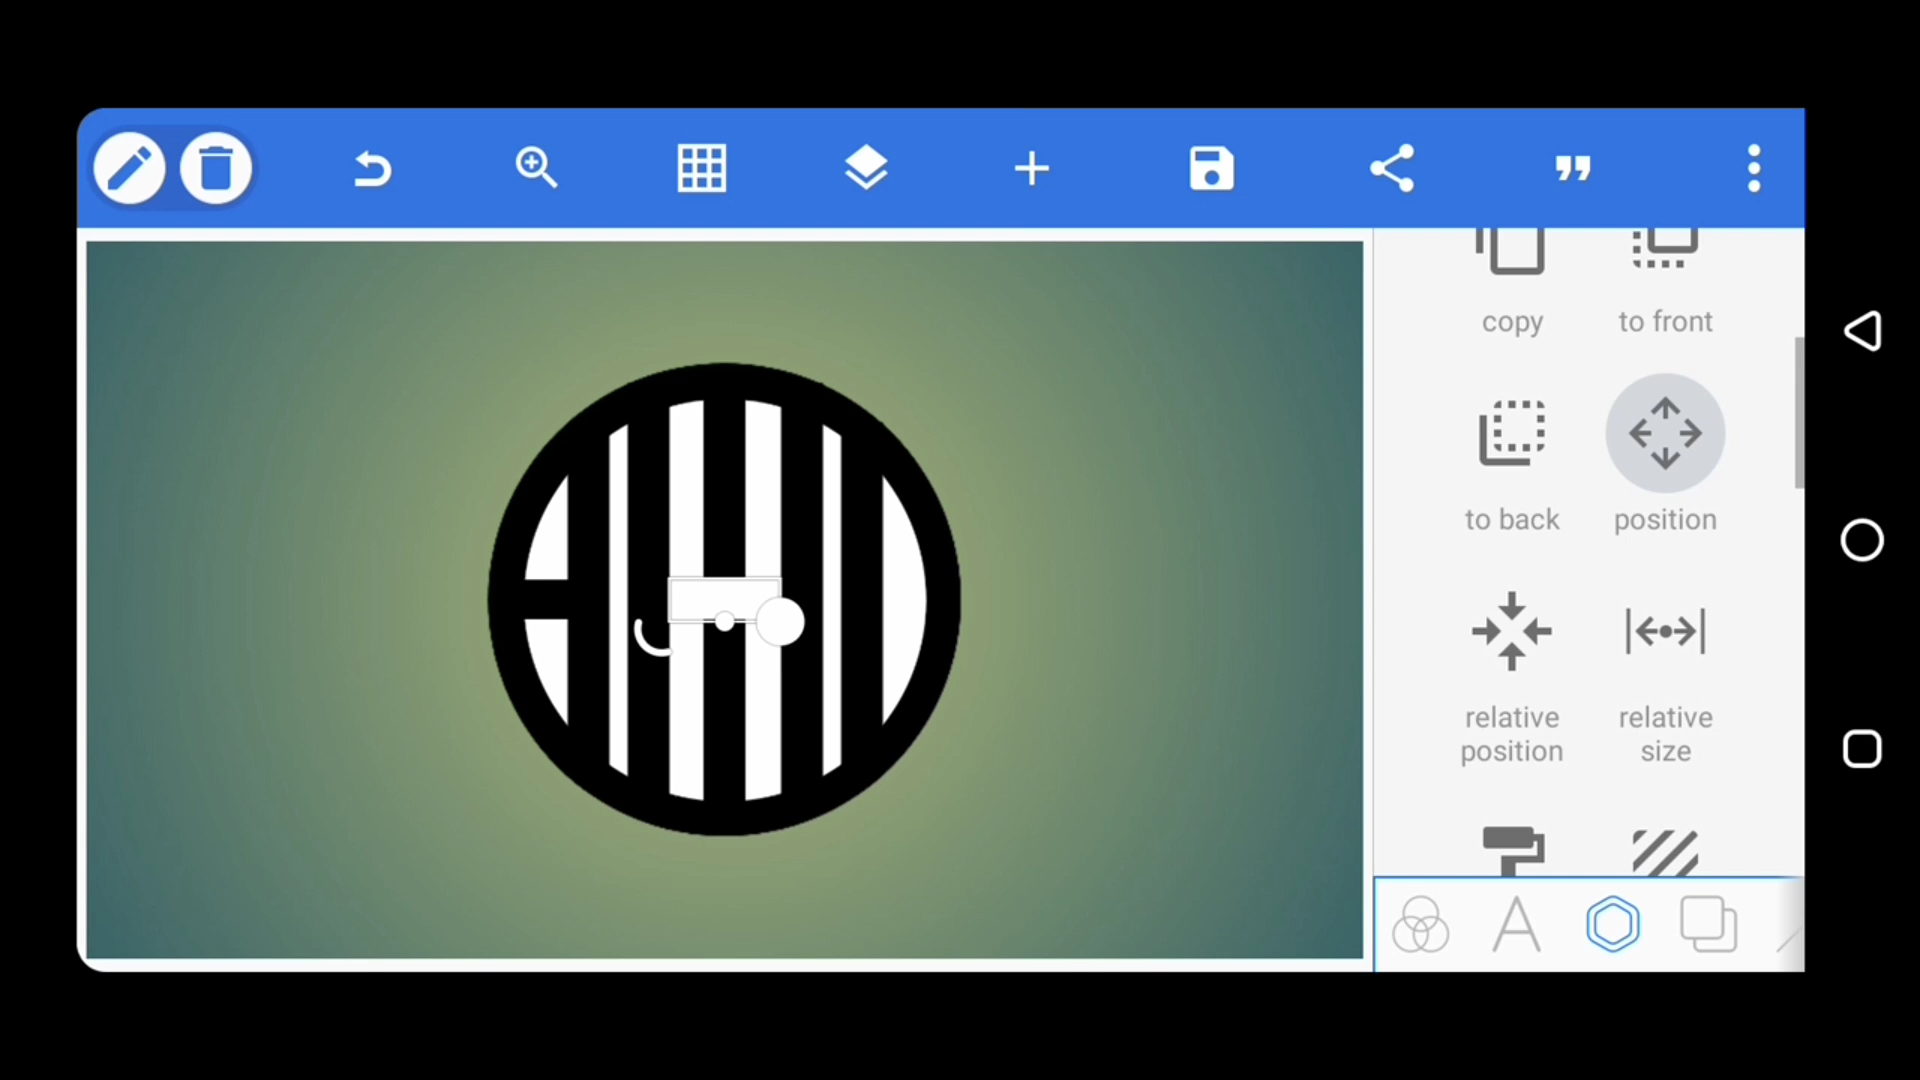 copy
to front
to back
position
relative
position
relative
size